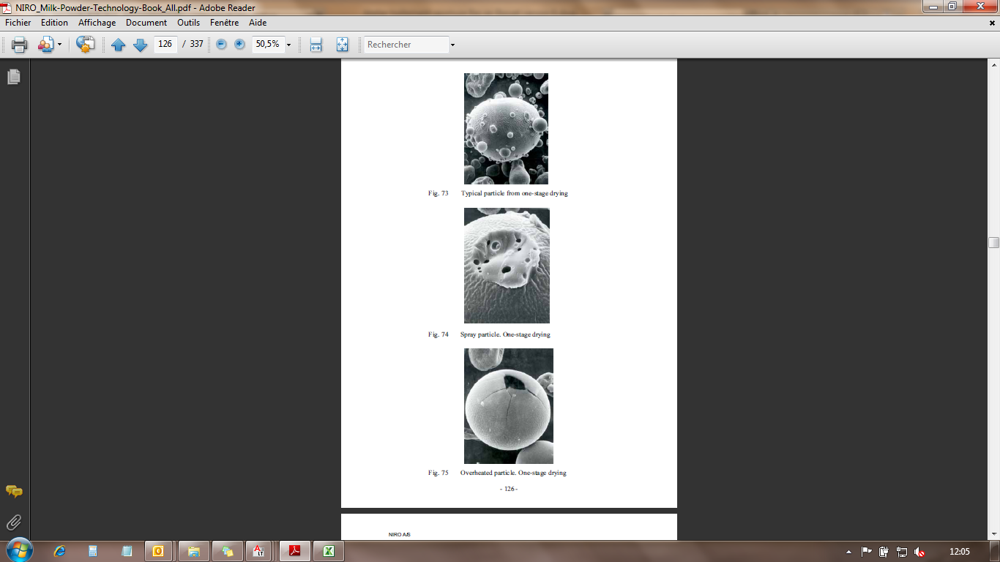 NIRO_Milk-Powder-Technology-Book_All.pdf - Adobe Reader
Fichier Edition Affichage Document Outils Fenêtre Aide
126 / 337 50,5% Rechercher
Fig. 73 Typical particle from one-stage drying
Fig. 74 Spray particle. One-stage drying
Fig. 75 Overheated particle. One-stage drying
- 126 -
NIRO A/S
LT
12:05